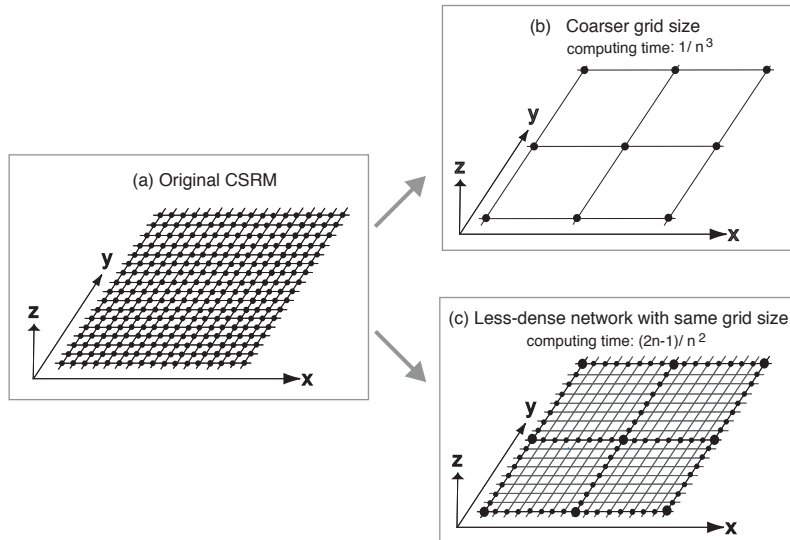 (b) Coarser grid size
computing time: 1/ n³
y
z
x
(a) Original CSRM
y
z
x
(c) Less-dense network with same grid size
computing time: (2n-1)/ n²
y
z
x